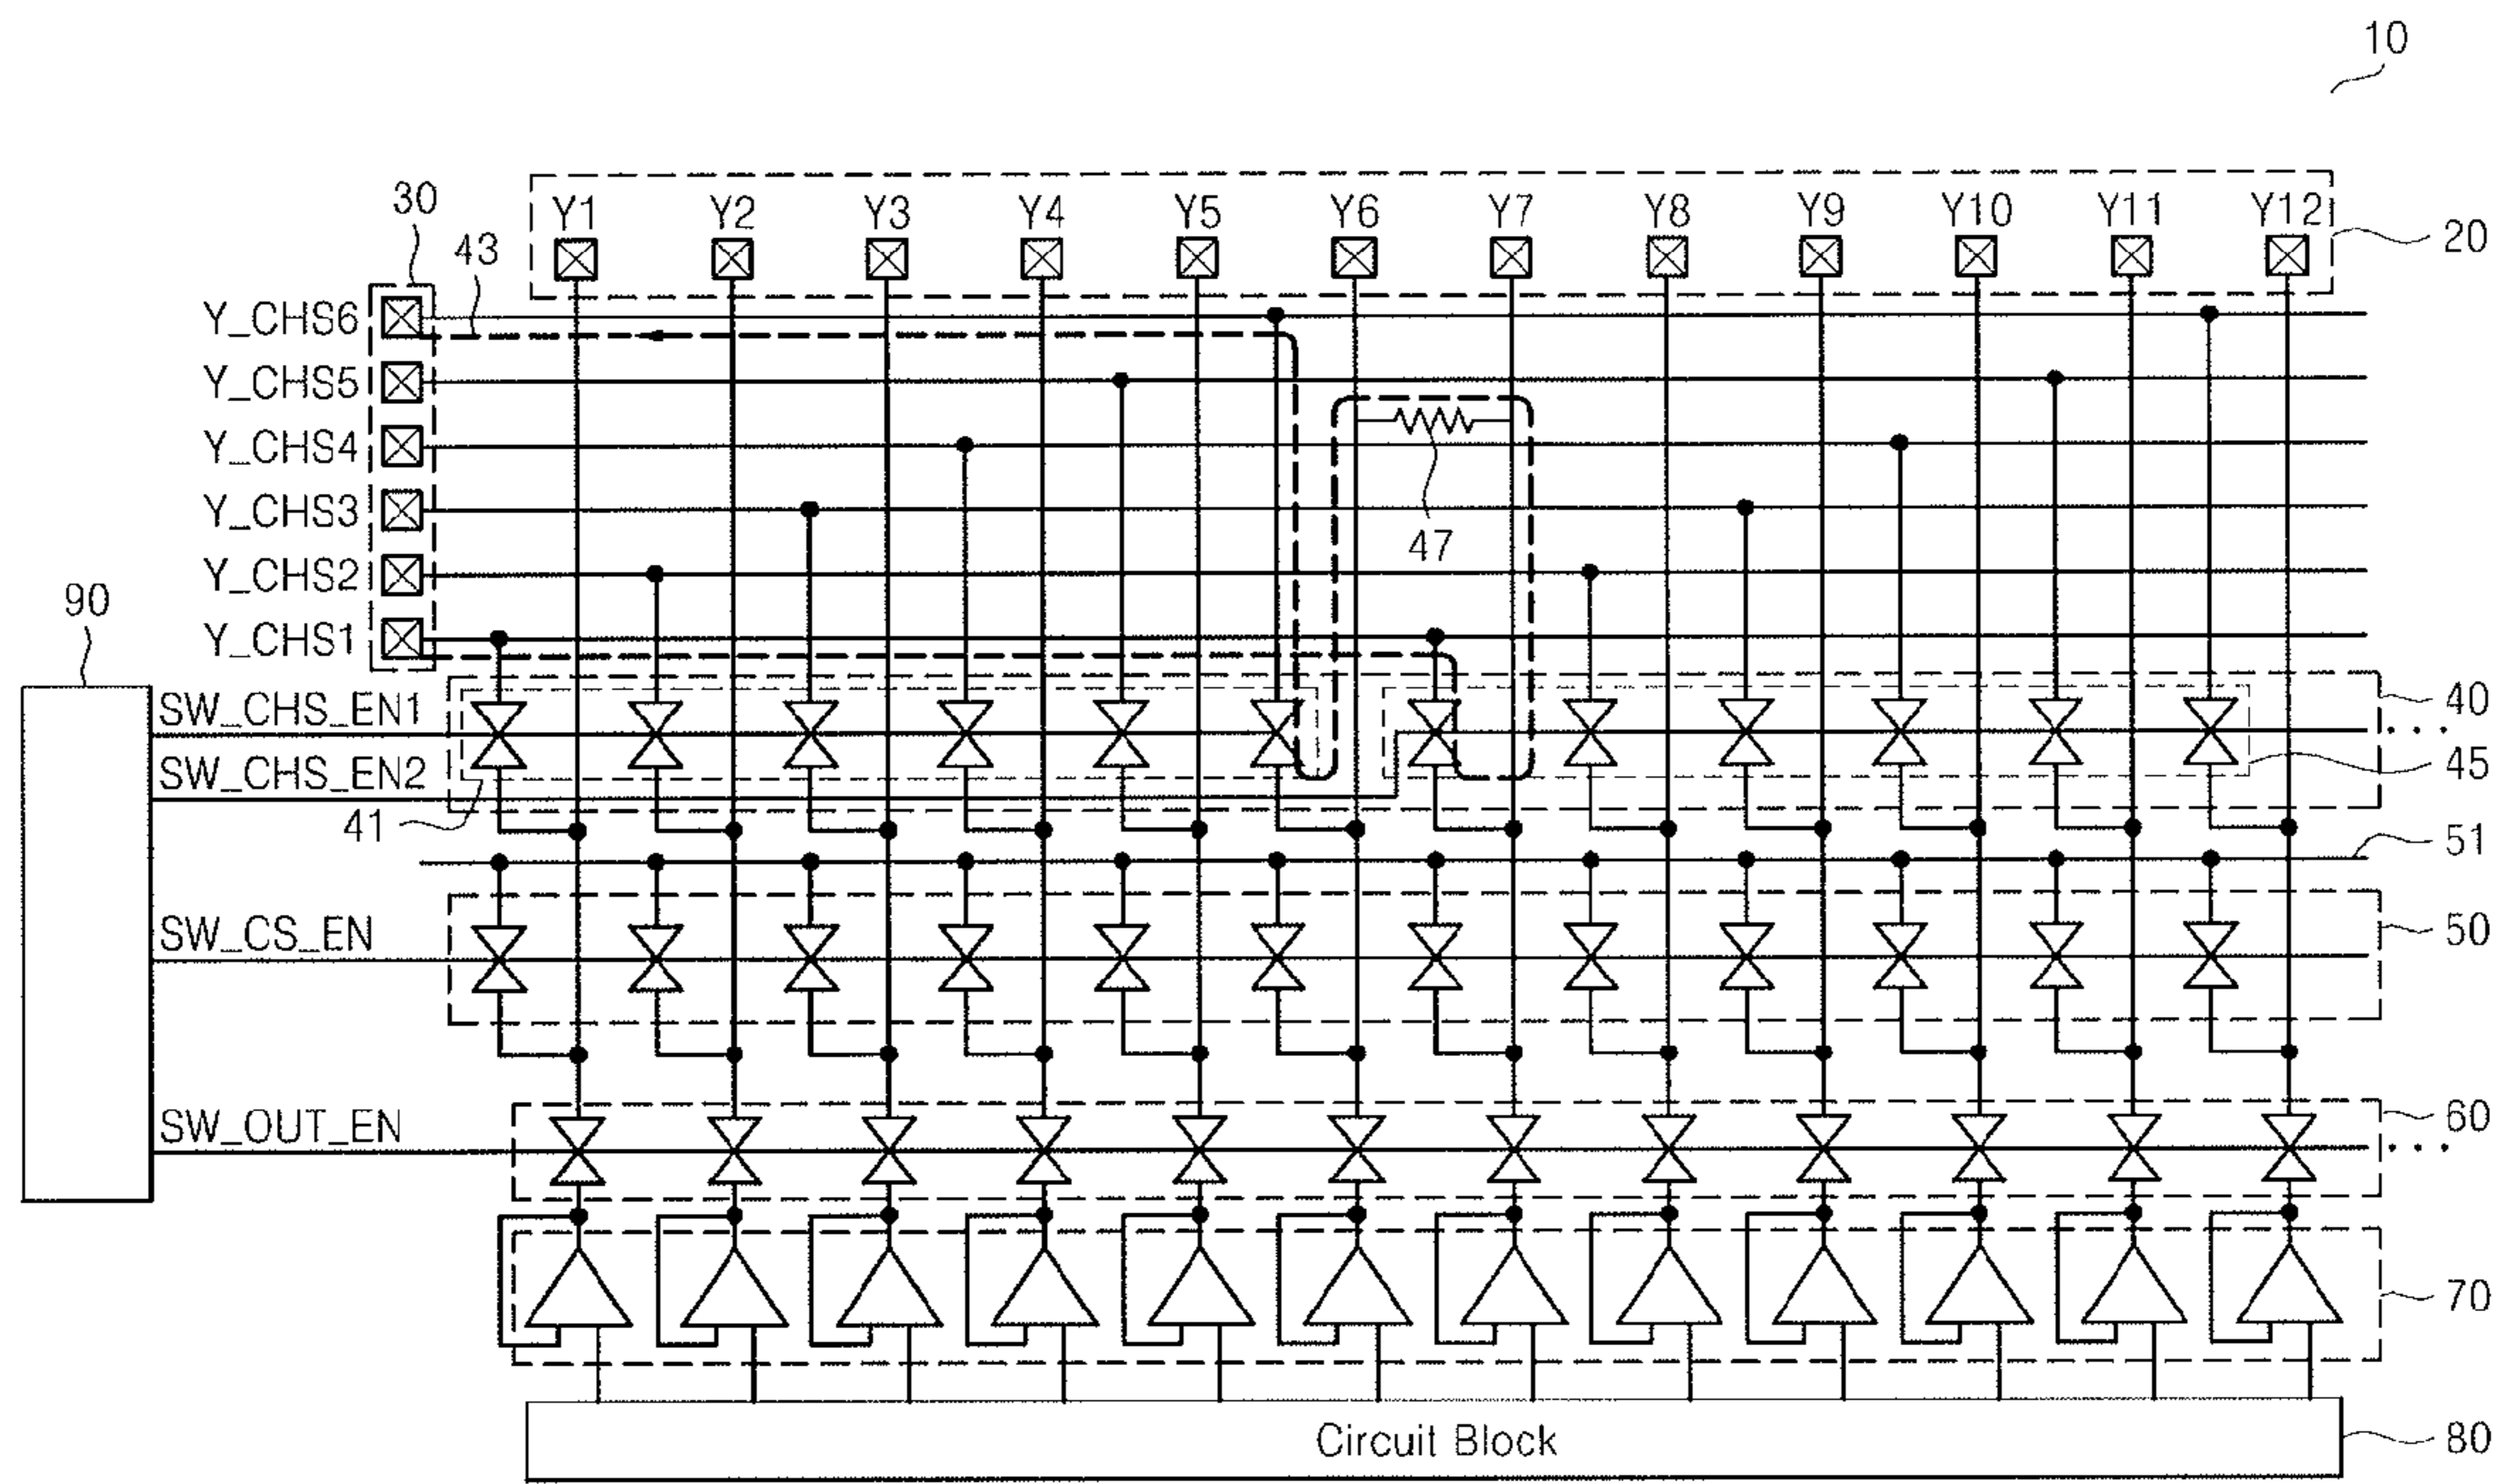 10
Y1 Y2 Y3 Y4 Y5 Y6 Y7 Y8 Y9 Y10 Y11 Y12
20
30
43
Y_CHS6
Y_CHS5
Y_CHS4
Y_CHS3
47
Y_CHS2
90
Y_CHS1
SW_CHS_EN1
40
...
SW_CHS_EN2
45
41
51
SW_CS_EN
50
SW_OUT_EN
60
...
70
Circuit Block
80